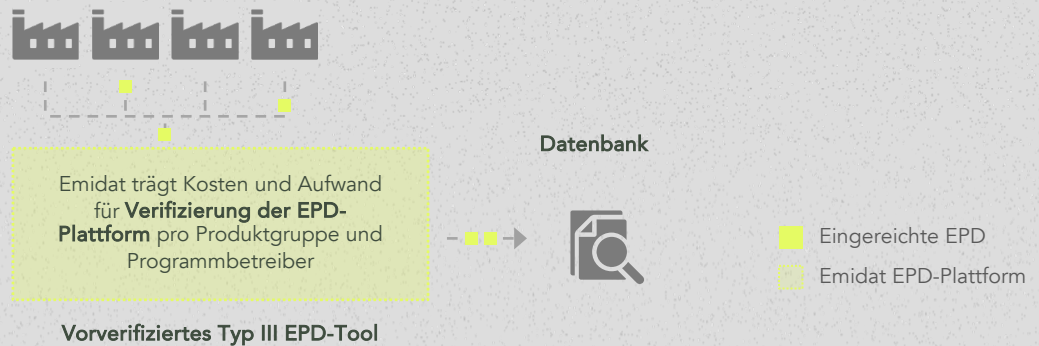 Datenbank
Emidat trägt Kosten und Aufwand
für Verifizierung der EPD-
Plattform pro Produktgruppe und
Programmbetreiber
Eingereichte EPD
Emidat EPD-Plattform
Vorverifiziertes Typ III EPD-Tool